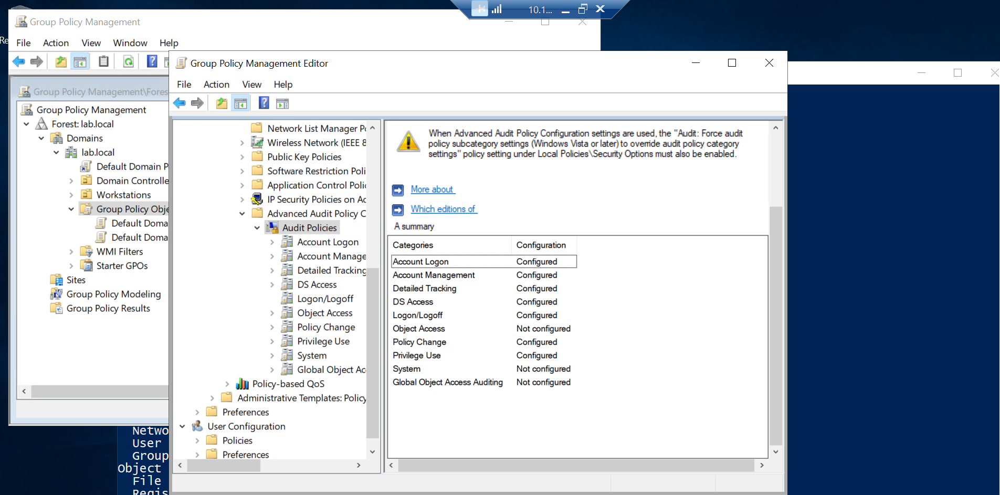 10.1...
Re
Group Policy Management
File Action View Window Help
Group Policy Management\Fores
Group Policy Management
Forest: lab.local
Domains
lab.local
Default Domain P
Domain Controlle
Workstations
Group Policy Obje
Default Doma
Default Doma
WMI Filters
Starter GPOs
Sites
Group Policy Modeling
Group Policy Results
Group Policy Management Editor
File Action View Help
Network List Manager Po
Wireless Network (IEEE 8
Public Key Policies
Software Restriction Poli
Application Control Polic
IP Security Policies on Ac
Advanced Audit Policy C
Audit Policies
Account Logon
Account Manage
Detailed Tracking
DS Access
Logon/Logoff
Object Access
Policy Change
Privilege Use
System
Global Object Ac
Policy-based QoS
Administrative Templates: Policy
Preferences
User Configuration
Policies
Preferences
When Advanced Audit Policy Configuration settings are used, the "Audit: Force audit
policy subcategory settings (Windows Vista or later) to override audit policy category
settings" policy setting under Local Policies\Security Options must also be enabled.
More about
Which editions of
A summary
Categories Configuration
Account Logon Configured
Account Management Configured
Detailed Tracking Configured
DS Access Configured
Logon/Logoff Configured
Object Access Not configured
Policy Change Configured
Privilege Use Configured
System Not configured
Global Object Access Auditing Not configured
Netwo
User
Group
Object
File
Regis